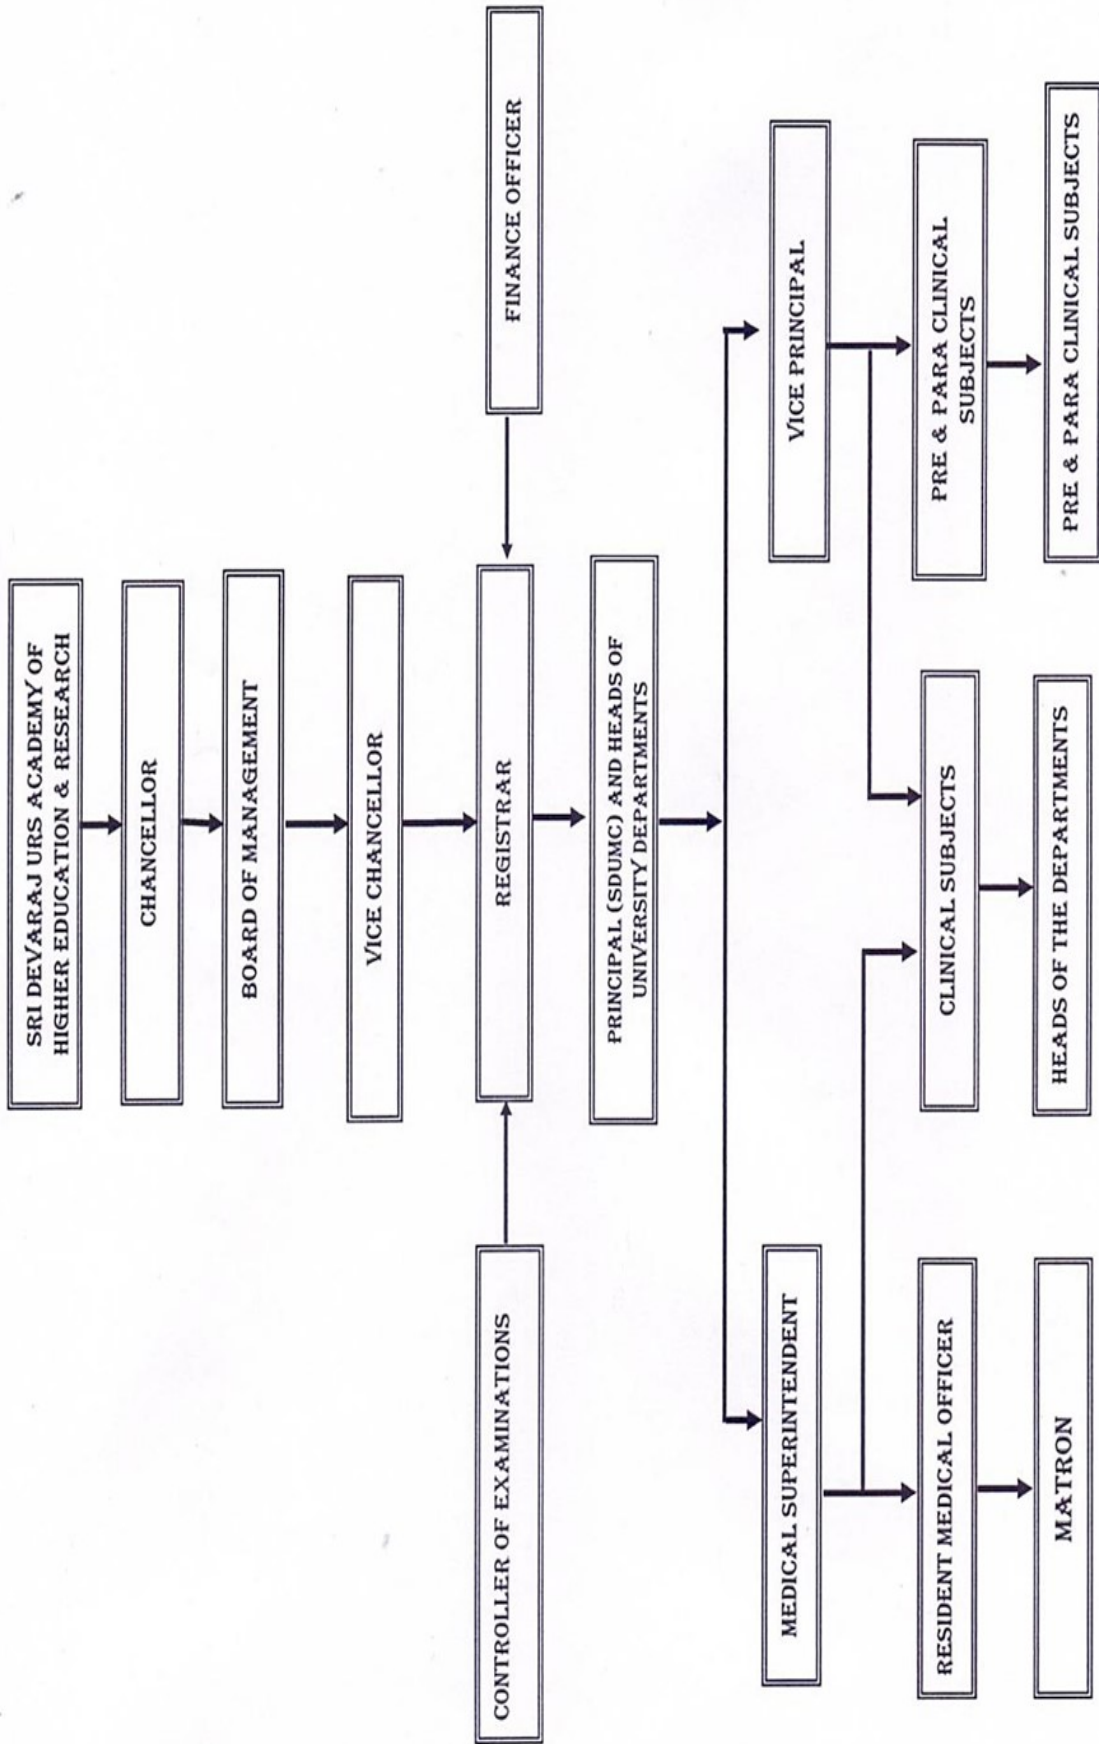 SRI DEVARAJ URS ACADEMY OF
HIGHER EDUCATION & RESEARCH
CHANCELLOR
BOARD OF MANAGEMENT
VICE CHANCELLOR
CONTROLLER OF EXAMINATIONS
REGISTRAR
FINANCE OFFICER
PRINCIPAL (SDUMC) AND HEADS OF
UNIVERSITY DEPARTMENTS
MEDICAL SUPERINTENDENT
VICE PRINCIPAL
RESIDENT MEDICAL OFFICER
CLINICAL SUBJECTS
PRE & PARA CLINICAL
SUBJECTS
MATRON
HEADS OF THE DEPARTMENTS
PRE & PARA CLINICAL SUBJECTS